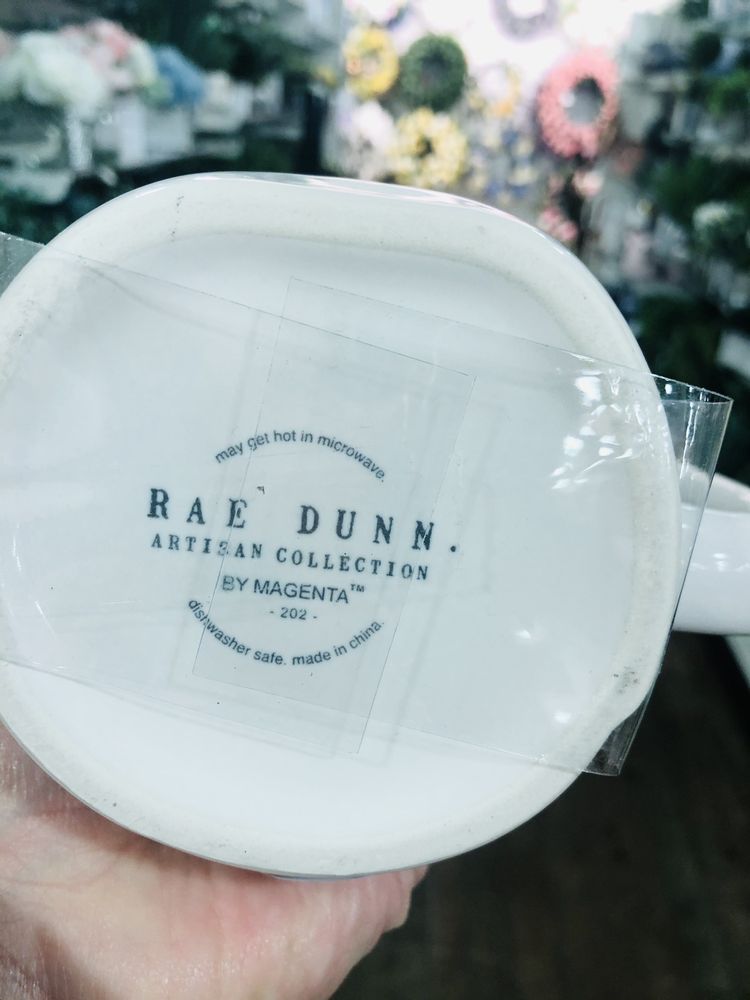 may get hot in microwave.
RAE DUNN.
ARTISAN COLLECTION
BY MAGENTA™
- 202 -
dishwasher safe. made in china.